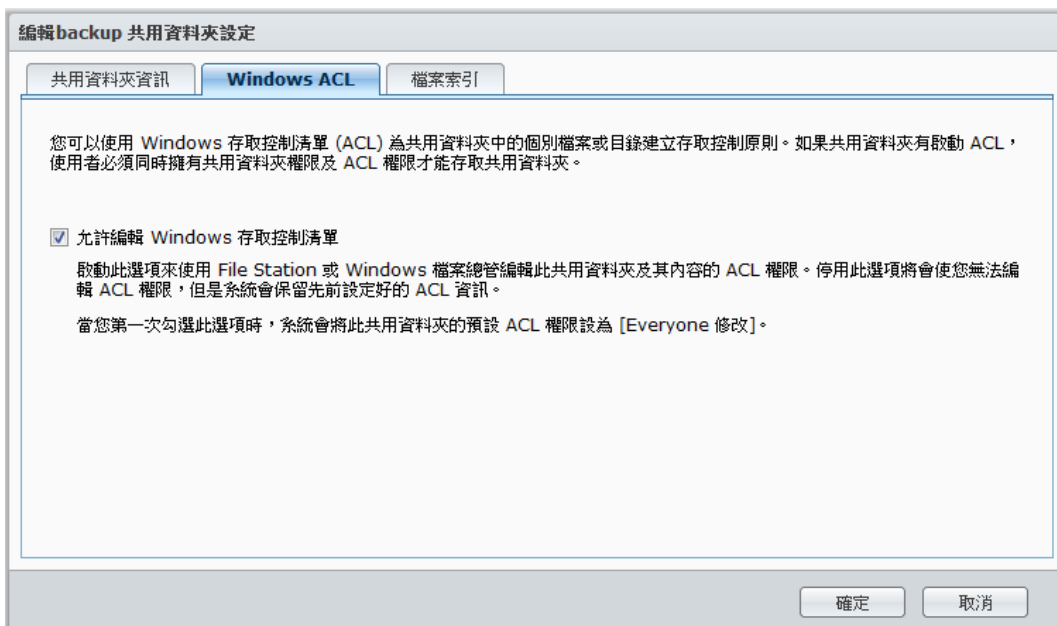 編輯backup 共用資料夾設定
共用資料夾資訊
Windows ACL
檔案索引
您可以使用 Windows 存取控制清單 (ACL) 為共用資料夾中的個別檔案或目錄建立存取控制原則。如果共用資料夾有啟動 ACL，
使用者必須同時擁有共用資料夾權限及 ACL 權限才能存取共用資料夾。
允許編輯 Windows 存取控制清單
啟動此選項來使用 File Station 或 Windows 檔案總管編輯此共用資料夾及其內容的 ACL 權限。停用此選項將會使您無法編
輯 ACL 權限，但是系統會保留先前設定好的 ACL 資訊。
當您第一次勾選此選項時，系統會將此共用資料夾的預設 ACL 權限設為 [Everyone 修改]。
確定
取消